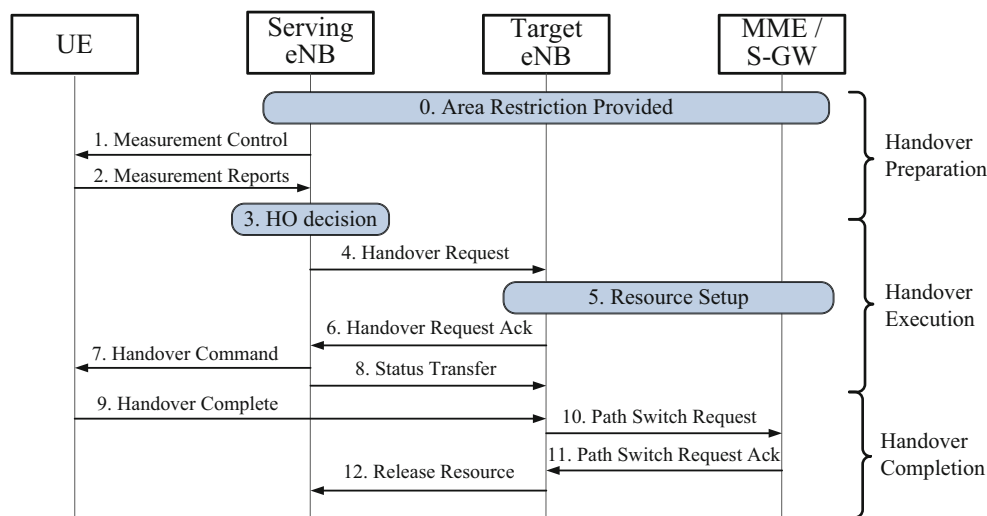 UE
Serving
eNB
Target
eNB
MME /
S-GW
0. Area Restriction Provided
1. Measurement Control
2. Measurement Reports
3. HO decision
Handover
Preparation
4. Handover Request
5. Resource Setup
6. Handover Request Ack
7. Handover Command
8. Status Transfer
Handover
Execution
9. Handover Complete
10. Path Switch Request
11. Path Switch Request Ack
12. Release Resource
Handover
Completion